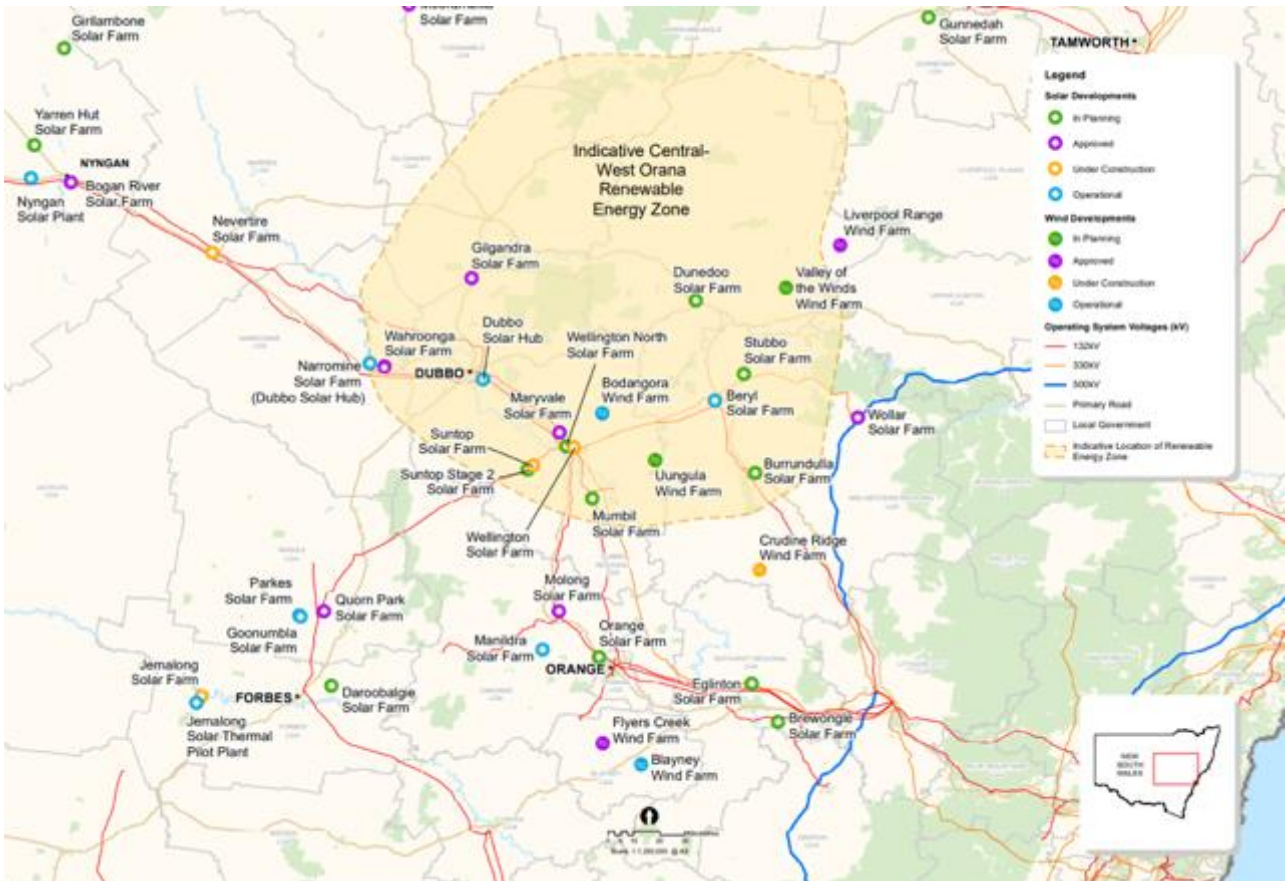 Girilambone
Solar Farm
Gunnedah
Solar Farm
TAMWORTH
Yarren Hut
Solar Farm
NYNGAN
Nyngan
Solar Plant
Bogan River
Solar Farm
Nevertire
Solar Farm
Indicative Central-
West Orana
Renewable
Energy Zone
Liverpool Range
Wind Farm
Gilgandra
Solar Farm
Dunedoo
Solar Farm
Valley of
the Winds
Wind Farm
Dubbo
Solar Hub
Wellington North
Solar Farm
Wahroonga
Solar Farm
Narromine
Solar Farm
(Dubbo Solar Hub)
DUBBO
Stubbo
Solar Farm
Maryvale
Solar Farm
Bodangora
Wind Farm
Beryl
Solar Farm
Wollar
Solar Farm
Suntop
Solar Farm
Suntop Stage 2
Solar Farm
Uungula
Wind Farm
Burrundulla
Solar Farm
Mumbil
Solar Farm
Wellington
Solar Farm
Crudine Ridge
Wind Farm
Parkes
Solar Farm
Quorn Park
Solar Farm
Goonumbla
Solar Farm
Molong
Solar Farm
Manildra
Solar Farm
Orange
Solar Farm
ORANGE
Jemalong
Solar Farm
FORBES
Daroobalgie
Solar Farm
Jemalong
Solar Thermal
Pilot Plant
Eglinton
Solar Farm
Brewongle
Solar Farm
Flyers Creek
Wind Farm
Blayney
Wind Farm
Legend
Solar Developments
In Planning
Approved
Under Construction
Operational
Wind Developments
In Planning
Approved
Under Construction
Operational
Operating System Voltages (kV)
132kV
330kV
500kV
Primary Road
Local Government
Indicative Location of Renewable
Energy Zone
NEW
SOUTH
WALES